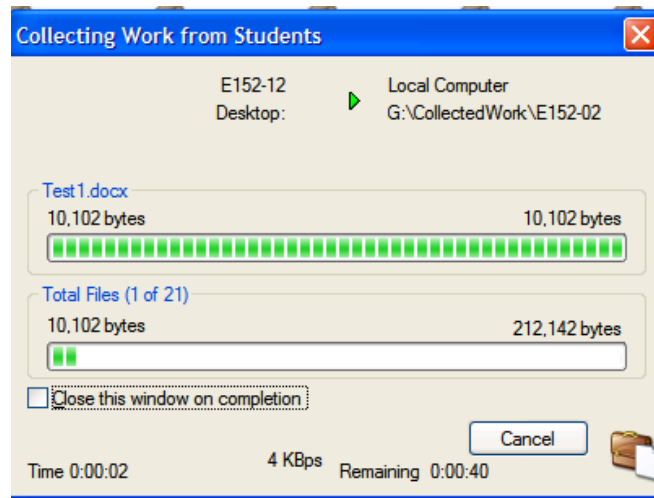 Collecting Work from Students
E152-12 Local Computer
Desktop: G:\CollectedWork\E152-02
Test1.docx
10,102 bytes 10,102 bytes
Total Files (1 of 21)
10,102 bytes 212,142 bytes
Close this window on completion
Cancel
Time 0:00:02 4 KBps Remaining 0:00:40